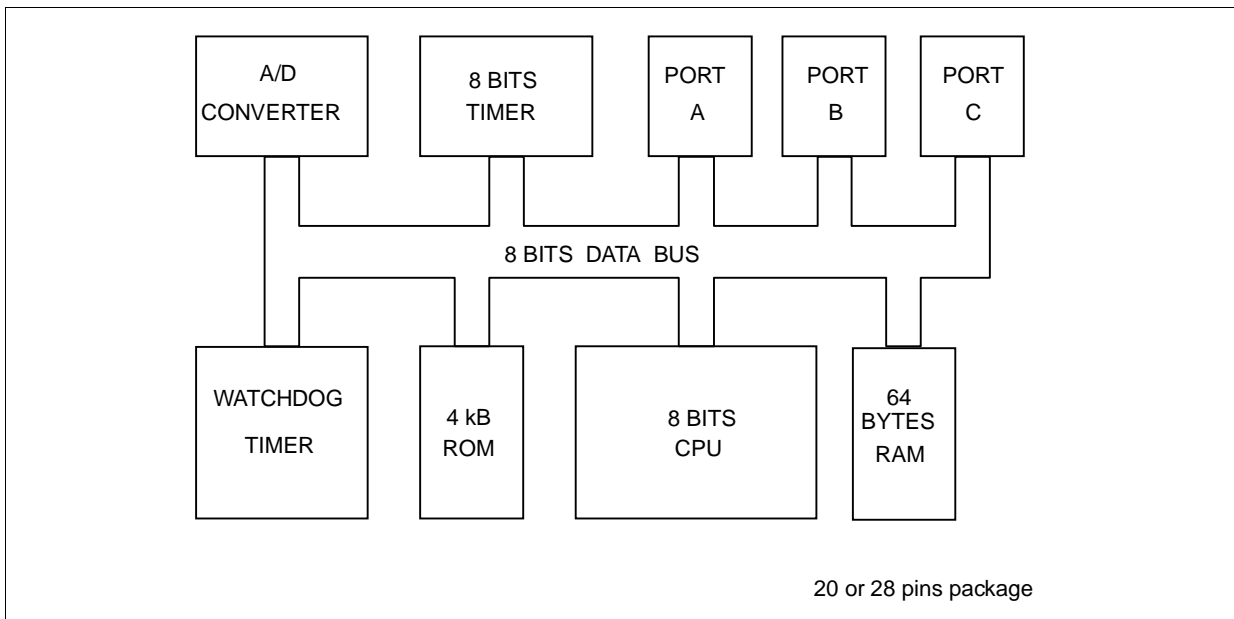 A/D
CONVERTER
8 BITS
TIMER
PORT
A
PORT
B
PORT
C
8 BITS DATA BUS
WATCHDOG
TIMER
4 kB
ROM
8 BITS
CPU
64
BYTES
RAM
20 or 28 pins package